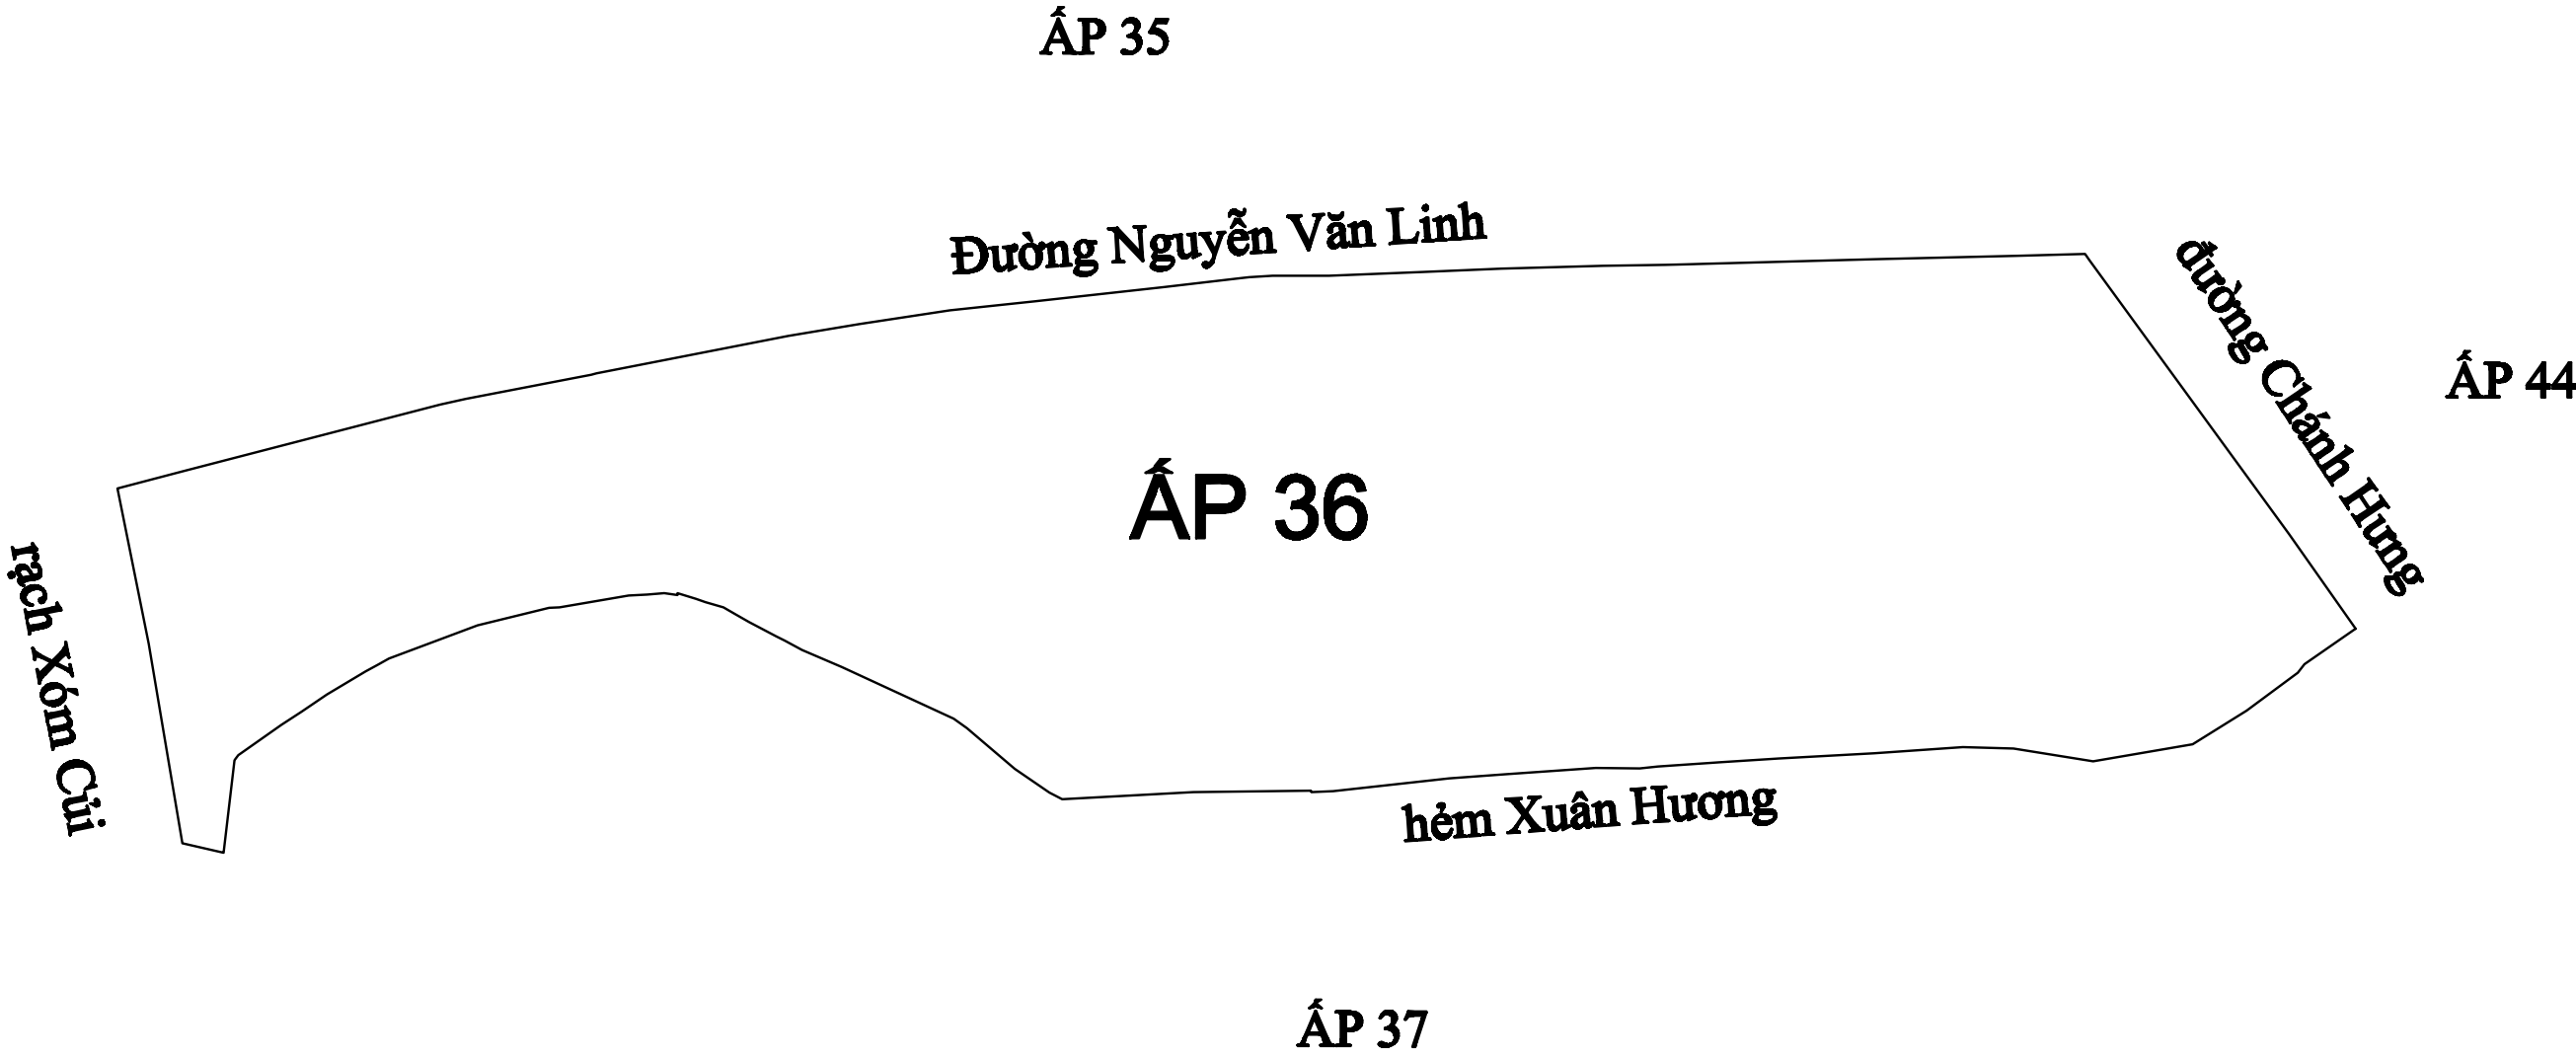 ẤP 35
Đường Nguyễn Văn Linh
đường Chánh Hưng
ẤP 44
ẤP 36
rạch Xóm Củi
hẻm Xuân Hương
ẤP 37